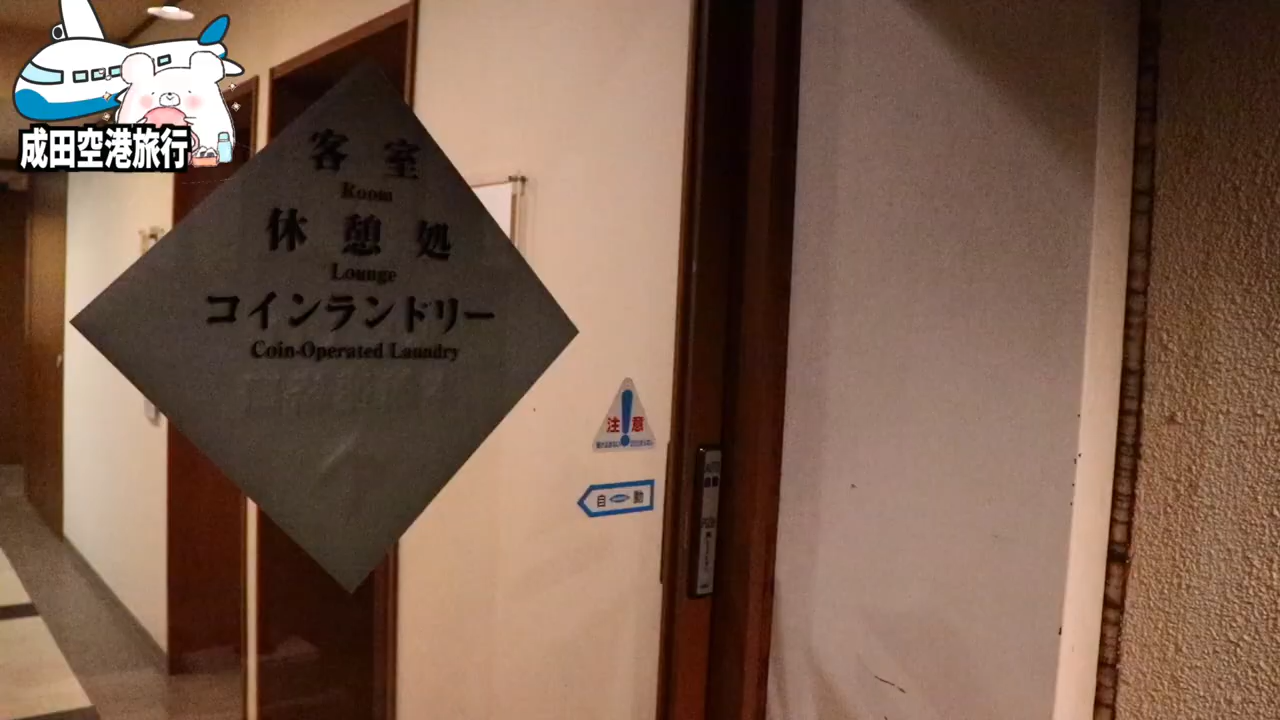 成田空港旅行
客室
Room
休憩処
Lounge
コインランドリー
Coin-Operated Laundry
注意
自動